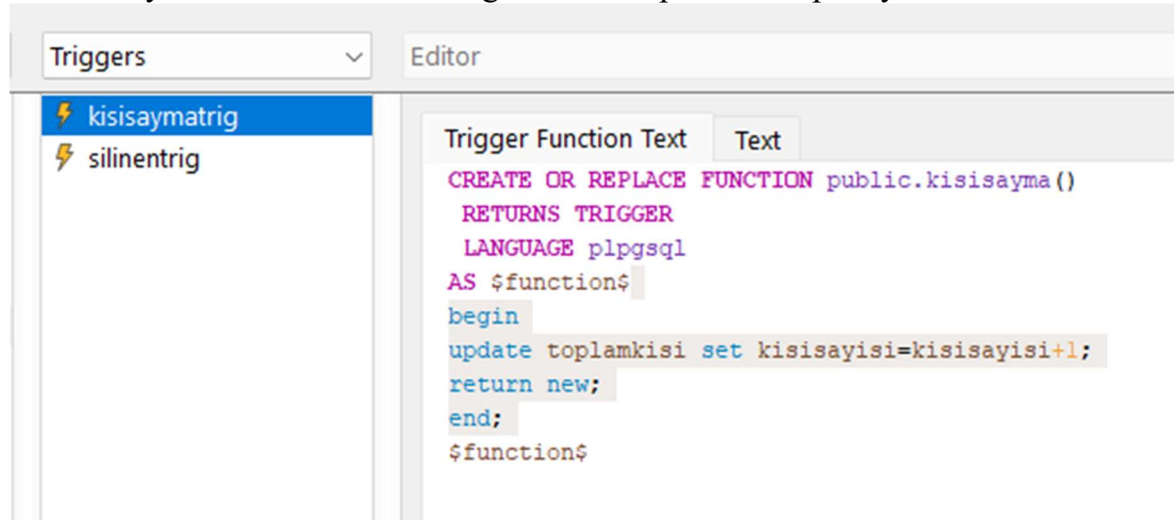 Triggers
Editor
kisisaymatrig
silinentrig
Trigger Function Text
Text
CREATE OR REPLACE FUNCTION public.kisisayma()
RETURNS TRIGGER
LANGUAGE plpgsql
AS $function$
begin
update toplamkisi set kisisayisi=kisisayisi+1;
return new;
end;
$function$